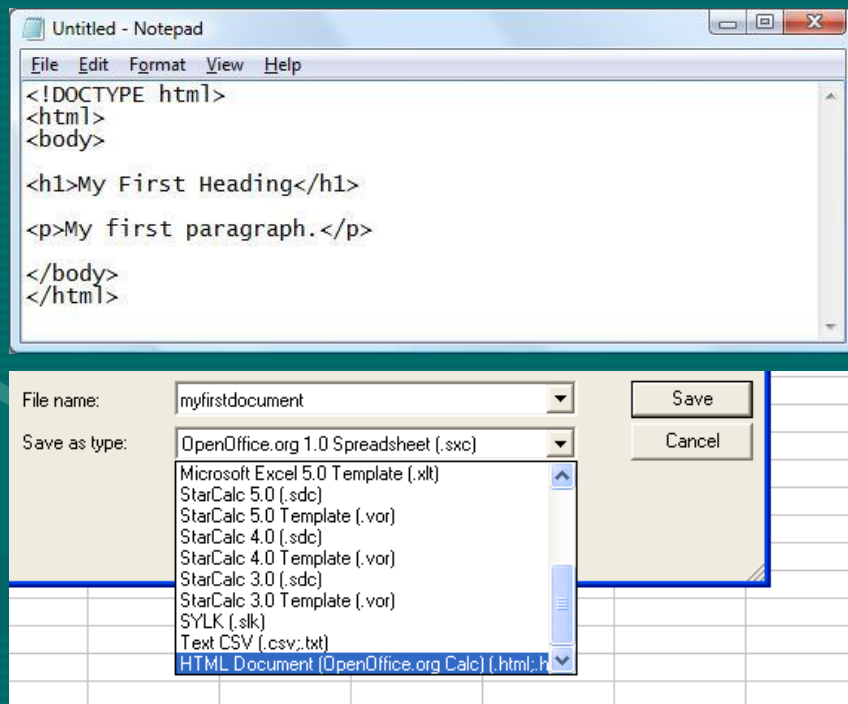 Untitled - Notepad
File Edit Format View Help
<!DOCTYPE html>
<html>
<body>
<h1>My First Heading</h1>
<p>My first paragraph.</p>
</body>
</html>
File name: myfirstdocument Save
Save as type: OpenOffice.org 1.0 Spreadsheet (.sxc) Cancel
Microsoft Excel 5.0 Template (.xlt)
StarCalc 5.0 (.sdc)
StarCalc 5.0 Template (.vor)
StarCalc 4.0 (.sdc)
StarCalc 4.0 Template (.vor)
StarCalc 3.0 (.sdc)
StarCalc 3.0 Template (.vor)
SYLK (.slk)
Text CSV (.csv;.txt)
HTML Document (OpenOffice.org Calc) (.html;.h